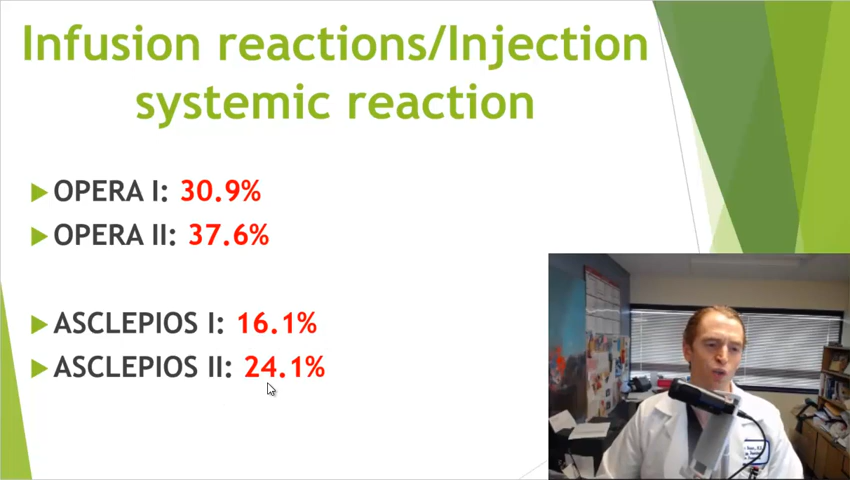 Infusion reactions/Injection
systemic reaction
OPERA I: 30.9%
OPERA II: 37.6%
ASCLEPIOS I: 16.1%
ASCLEPIOS II: 24.1%